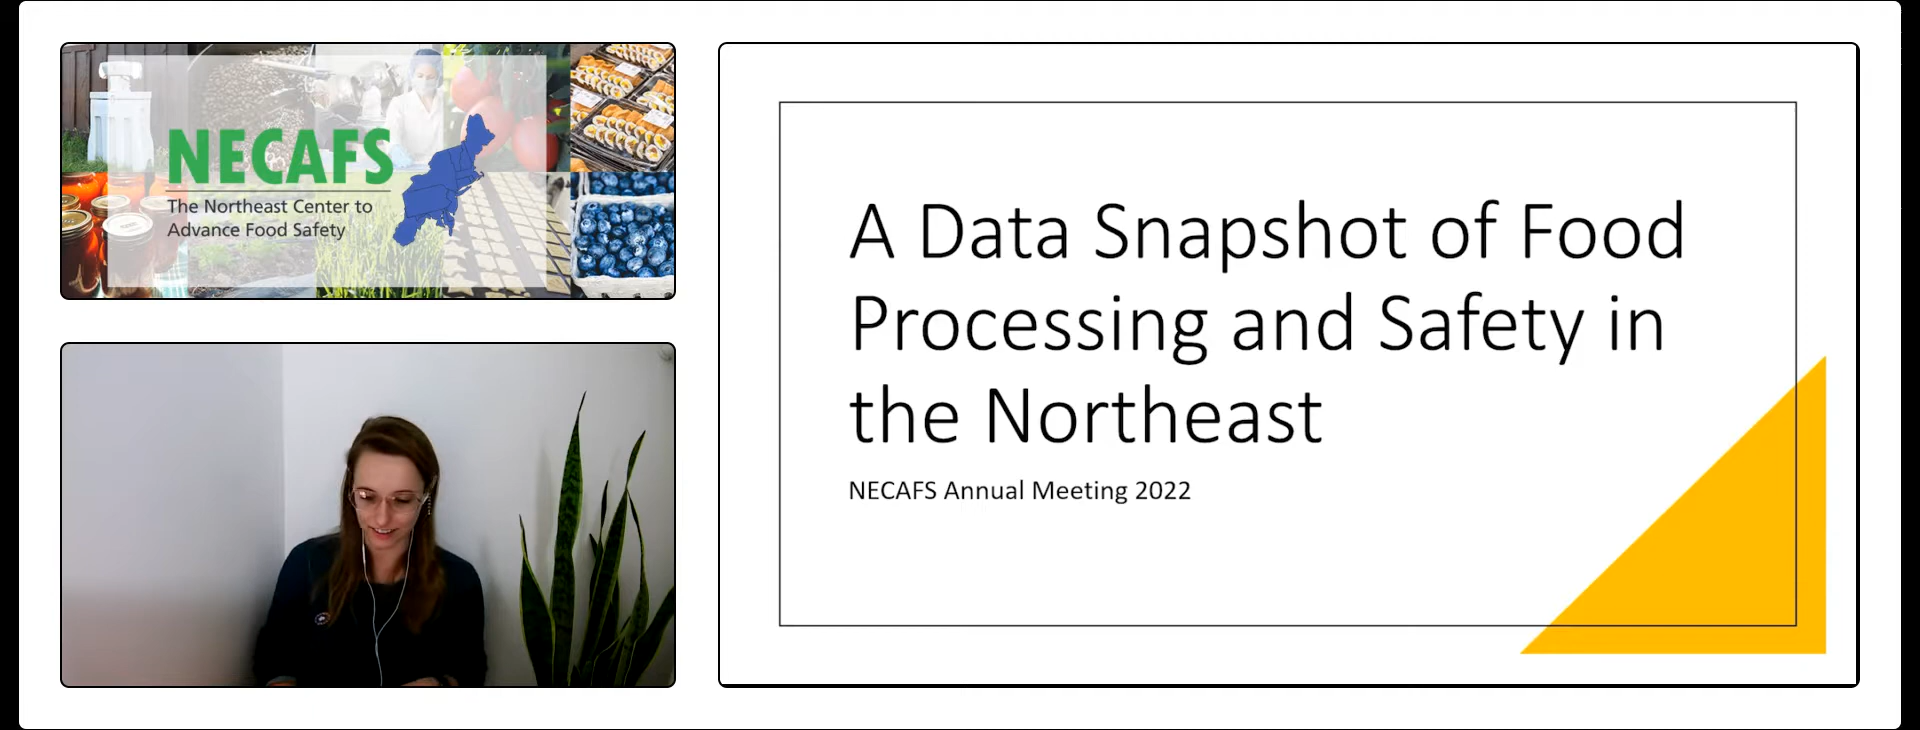 NECAFS
The Northeast Center to
Advance Food Safety
A Data Snapshot of Food
Processing and Safety in
the Northeast
NECAFS Annual Meeting 2022